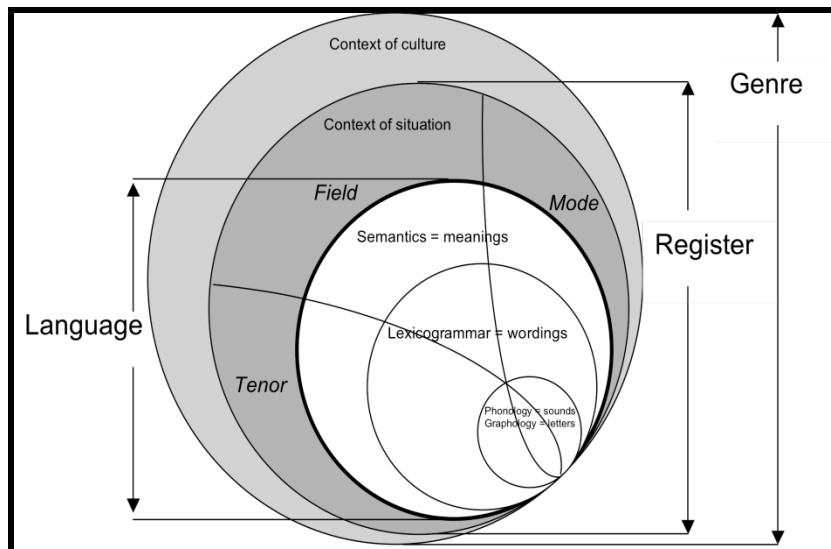 Context of culture
Genre
Context of situation
Field
Mode
Semantics = meanings
Register
Language
Lexicogrammar = wordings
Tenor
Phonology = sounds
Graphology = letters